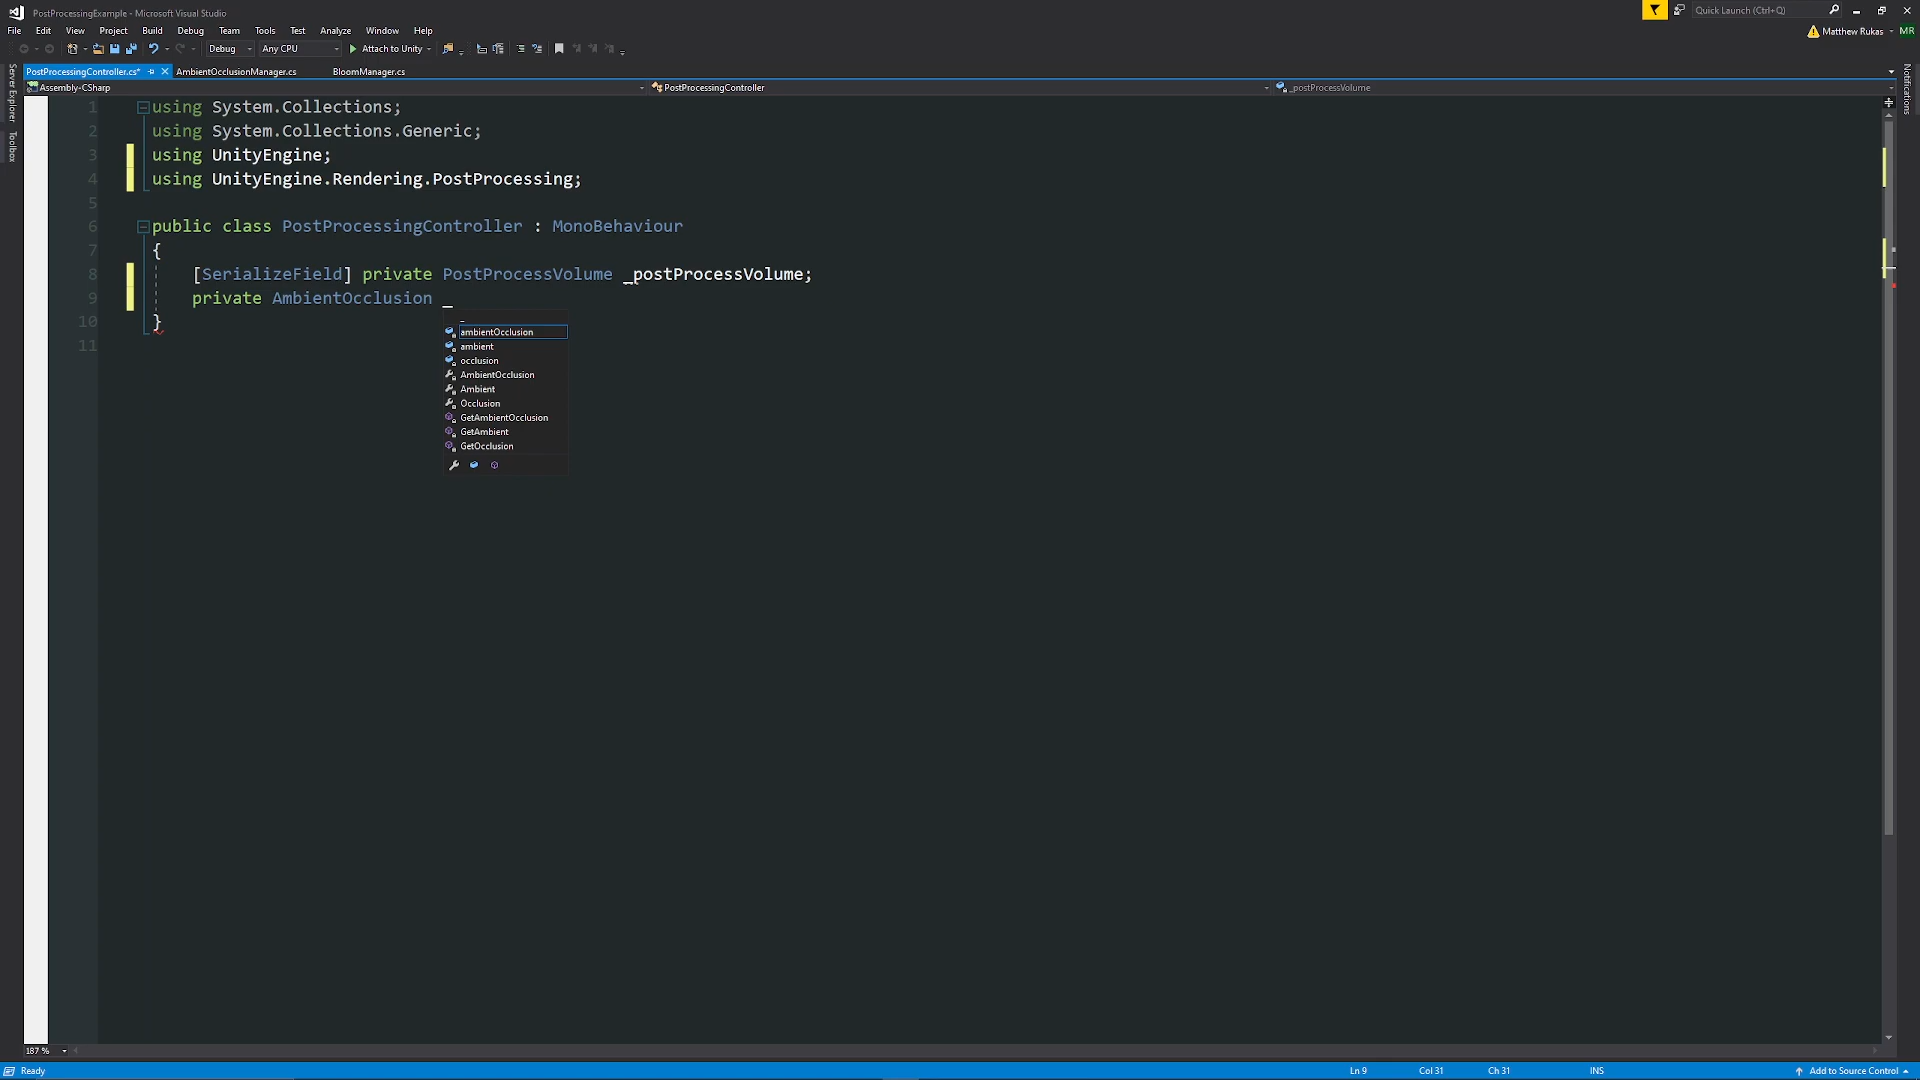 PostProcessingExample - Microsoft Visual Studio
Quick Launch (Ctrl+Q)
File Edit View Project Build Debug Team Tools Test Analyze Window Help
Matthew Rukas MR
Debug Any CPU Attach to Unity
PostProcessingController.cs* AmbientOcclusionManager.cs BloomManager.cs
Assembly-CSharp PostProcessingController _postProcessVolume
Server Explorer
Toolbox
Notifications
1 using System.Collections;
2 using System.Collections.Generic;
3 using UnityEngine;
4 using UnityEngine.Rendering.PostProcessing;
5
6 public class PostProcessingController : MonoBehaviour
7 {
8 [SerializeField] private PostProcessVolume _postProcessVolume;
9 private AmbientOcclusion _
10 }
11
_
ambientOcclusion
ambient
occlusion
AmbientOcclusion
Ambient
Occlusion
GetAmbientOcclusion
GetAmbient
GetOcclusion
187 %
Ready Ln 9 Col 31 Ch 31 INS Add to Source Control